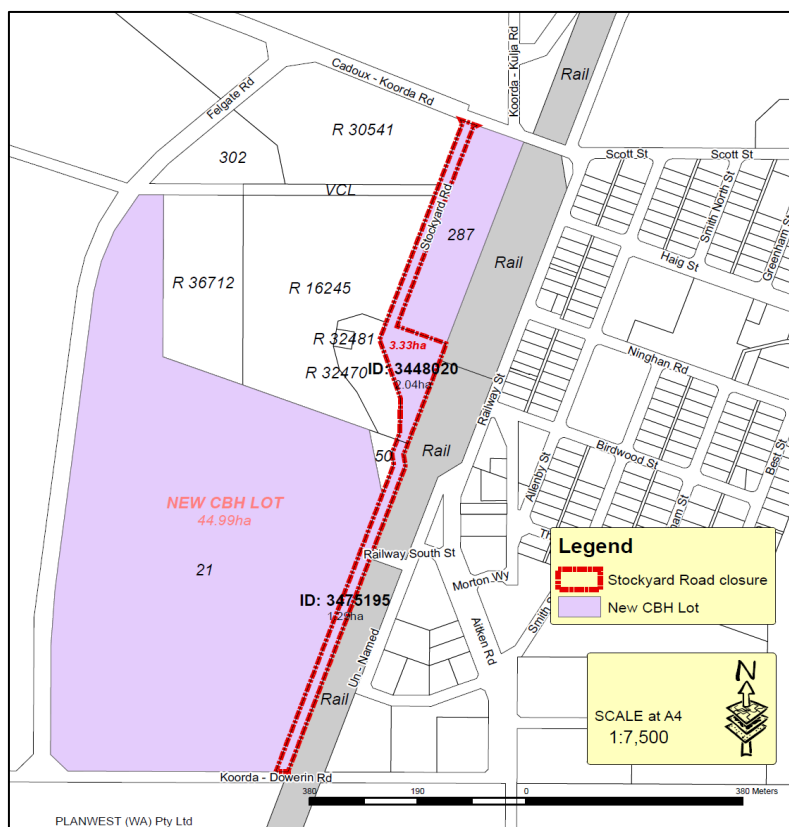 Cadoux - Koorda Rd
Koorda - Kulja Rd
Rail
Felgate Rd
R 30541
302
VCL
Stockyard Rd
287
Rail
Scott St
Scott St
Smith North St
Greenham St
Haig St
R 36712
R 16245
R 32481
3.33ha
R 32470
ID: 3448020
2.04ha
Ninghan Rd
Railway St
Birdwood St
Allenby St
Best St
50
Rail
NEW CBH LOT
44.99ha
21
Railway South St
Morton Wy
Aitken Rd
ID: 3475195
Un - Named
Rail
Koorda - Dowerin Rd
Legend
Stockyard Road closure
New CBH Lot
N
SCALE at A4
1:7,500
380
190
0
380 Meters
PLANWEST (WA) Pty Ltd